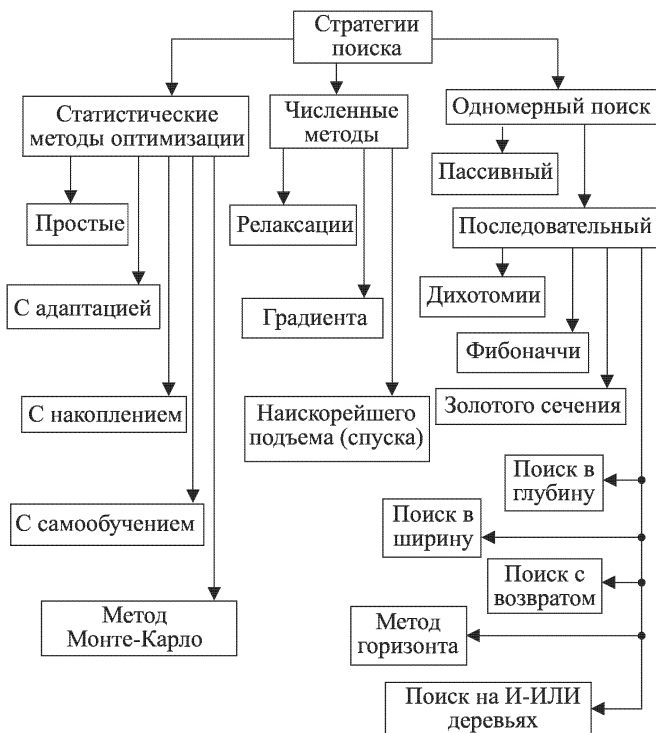 Стратегии
поиска
Статистические
методы оптимизации
Численные
методы
Одномерный поиск
Пассивный
Простые
Релаксации
Последовательный
С адаптацией
Градиента
Дихотомии
Фибоначчи
С накоплением
Наискорейшего
подъема (спуска)
Золотого сечения
Поиск в
глубину
С самообучением
Поиск в
ширину
Поиск с
возвратом
Метод
Монте-Карло
Метод
горизонта
Поиск на И-ИЛИ
деревьях